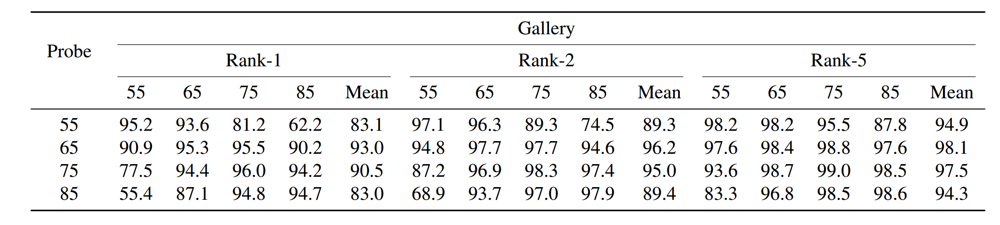 Gallery
Probe
Rank-1 Rank-2 Rank-5
55 65 75 85 Mean 55 65 75 85 Mean 55 65 75 85 Mean
55 95.2 93.6 81.2 62.2 83.1 97.1 96.3 89.3 74.5 89.3 98.2 98.2 95.5 87.8 94.9
65 90.9 95.3 95.5 90.2 93.0 94.8 97.7 97.7 94.6 96.2 97.6 98.4 98.8 97.6 98.1
75 77.5 94.4 96.0 94.2 90.5 87.2 96.9 98.3 97.4 95.0 93.6 98.7 99.0 98.5 97.5
85 55.4 87.1 94.8 94.7 83.0 68.9 93.7 97.0 97.9 89.4 83.3 96.8 98.5 98.6 94.3